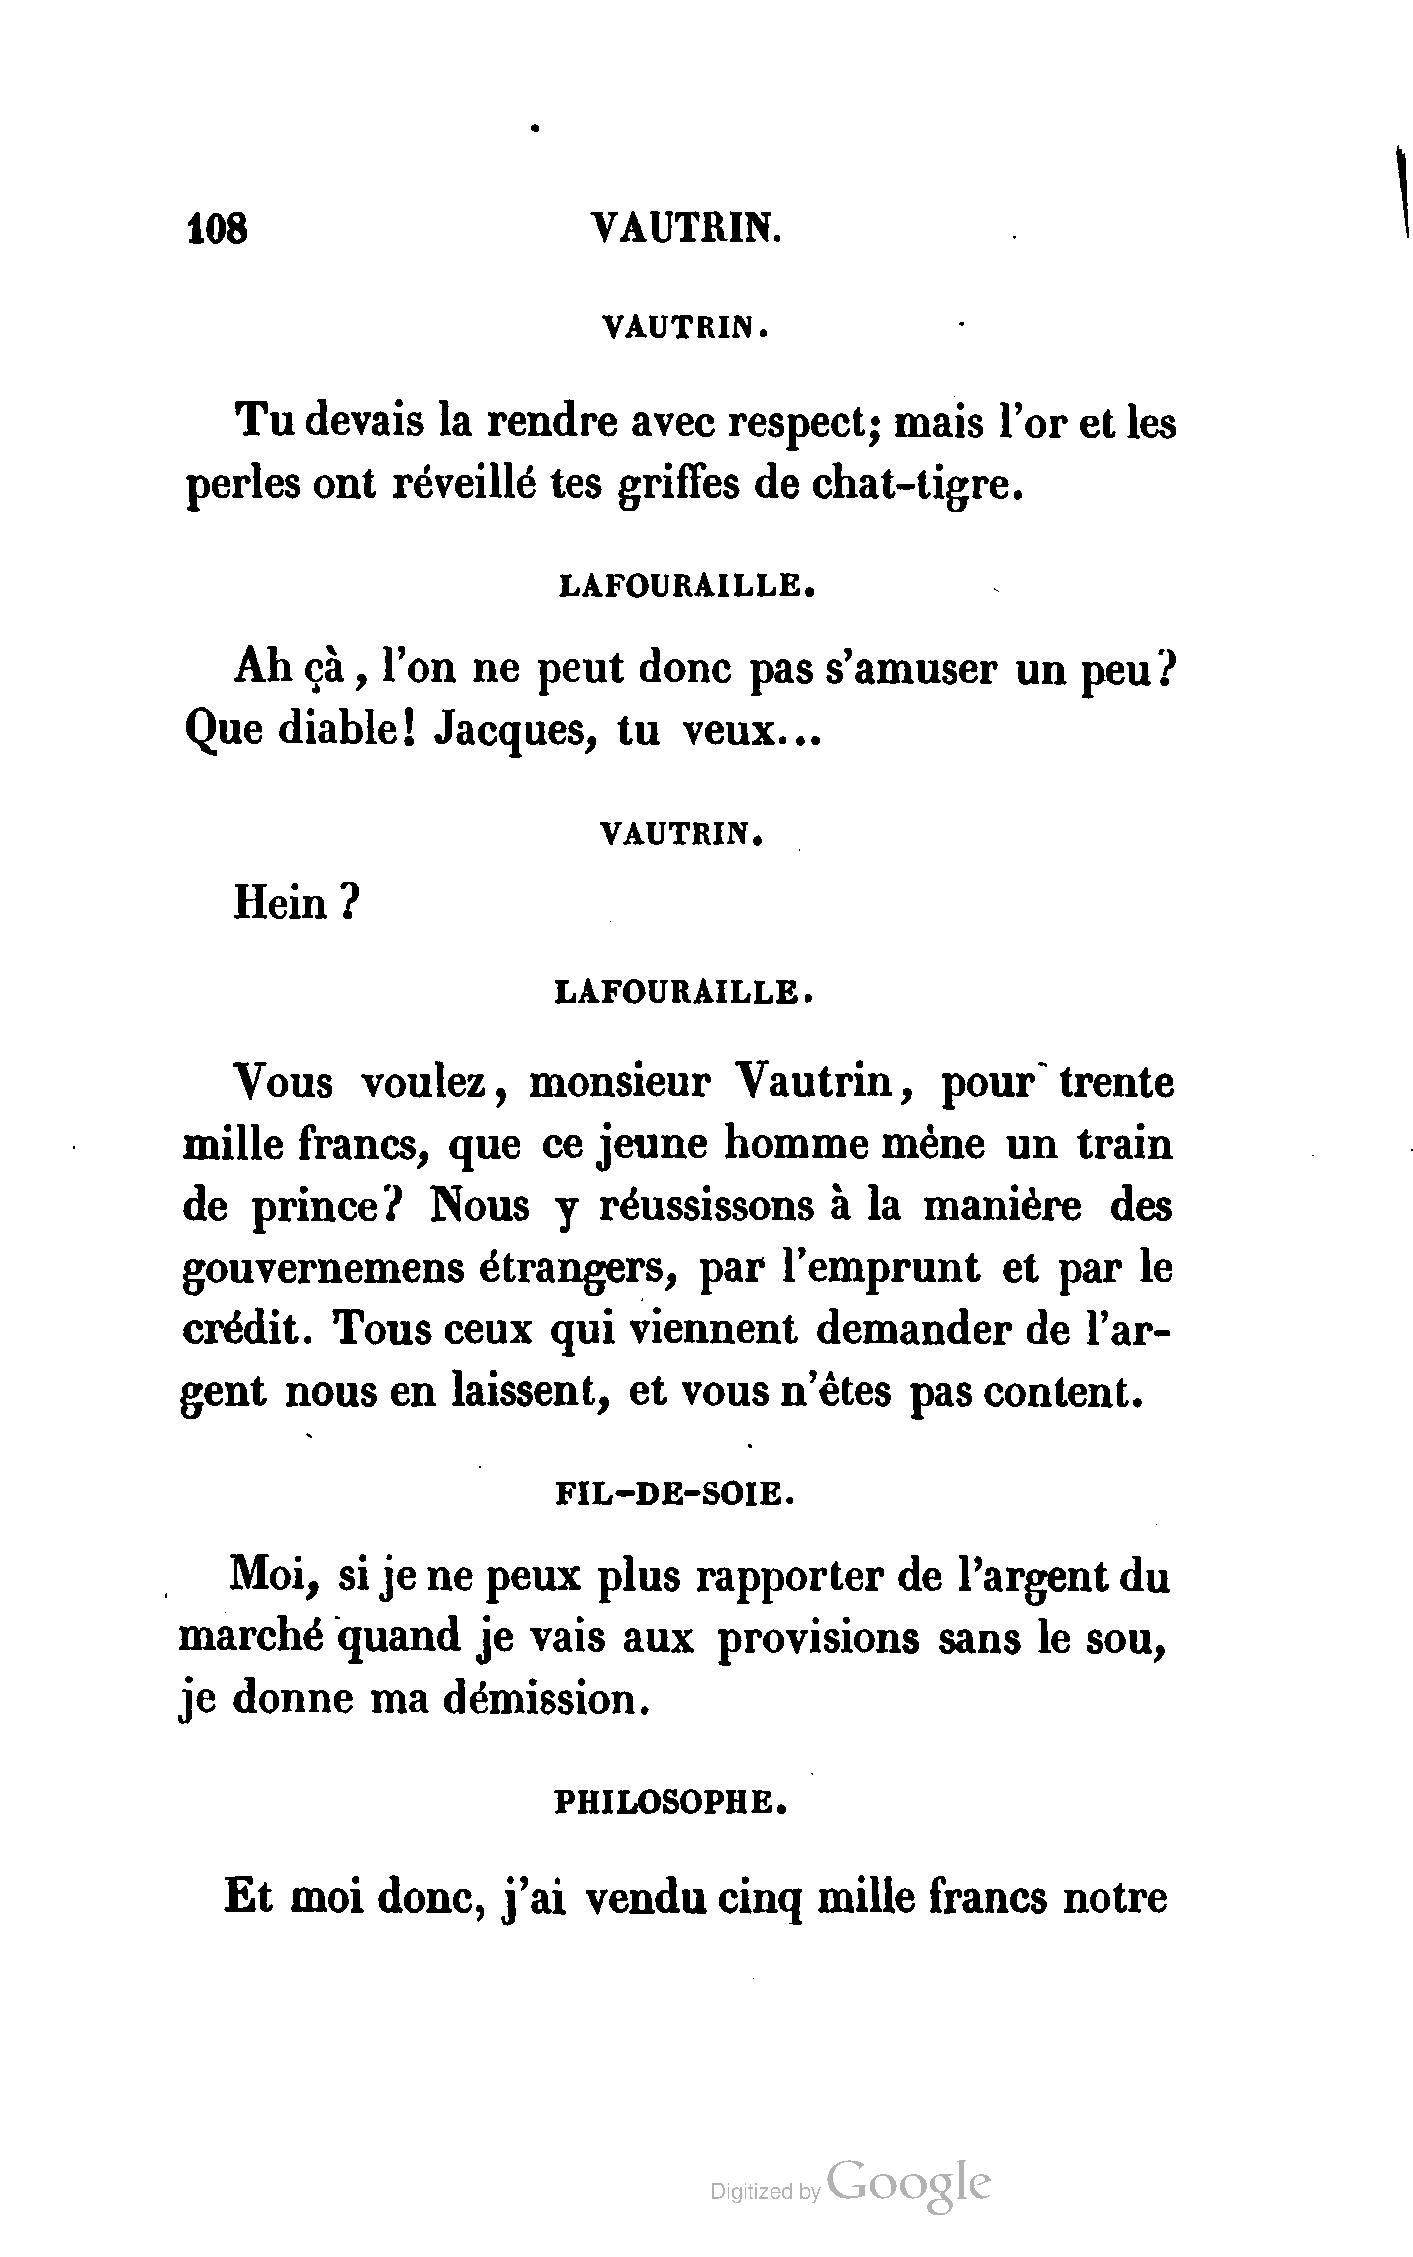 108 VAUTRIN.
VAUTRIN.
Tu devais la rendre avec respect; mais l'or et les
perles ont réveillé tes griffes de chat-tigre.
LAFOURAILLE.
Ah çà, l'on ne peut donc pas s'amuser un peu?
Que diable! Jacques, tu veux...
VAUTRIN.
Hein ?
LAFOURAILLE.
Vous voulez, monsieur Vautrin, pour trente
mille francs, que ce jeune homme mène un train
de prince? Nous y réussissons à la manière des
gouvernemens étrangers, par l'emprunt et par le
crédit. Tous ceux qui viennent demander de l'ar-
gent nous en laissent, et vous n'êtes pas content.
FIL-DE-SOIE.
Moi, si je ne peux plus rapporter de l'argent du
marché quand je vais aux provisions sans le sou,
je donne ma démission.
PHILOSOPHE.
Et moi donc, j'ai vendu cinq mille francs notre
Digitized by Google